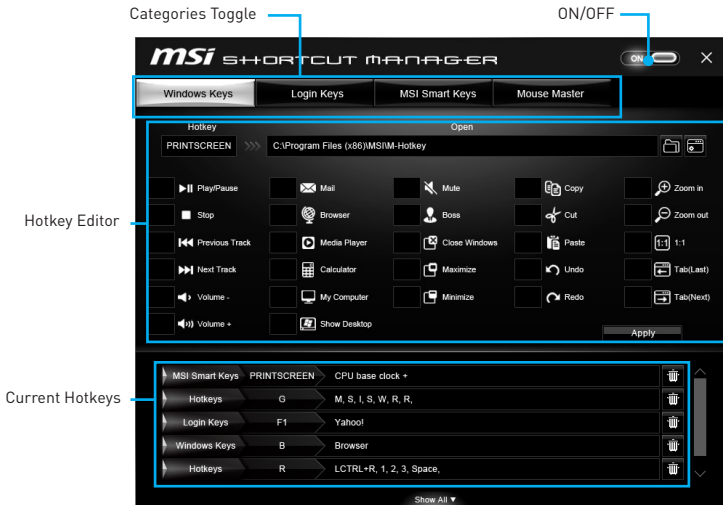 Categories Toggle
ON/OFF
msi SHORTCUT MANAGER
ON
Windows Keys Login Keys MSI Smart Keys Mouse Master
Hotkey Open
PRINTSCREEN C:\Program Files (x86)\MSI\M-Hotkey
Play/Pause Mail Mute Copy Zoom in
Stop Browser Boss Cut Zoom out
Hotkey Editor
Previous Track Media Player Close Windows Paste 1:1 1:1
Next Track Calculator Maximize Undo Tab(Last)
Volume - My Computer Minimize Redo Tab(Next)
Volume + Show Desktop
Apply
MSI Smart Keys PRINTSCREEN CPU base clock +
Current Hotkeys
Hotkeys G M, S, I, S, W, R, R,
Login Keys F1 Yahoo!
Windows Keys B Browser
Hotkeys R LCTRL+R, 1, 2, 3, Space,
Show All ▼